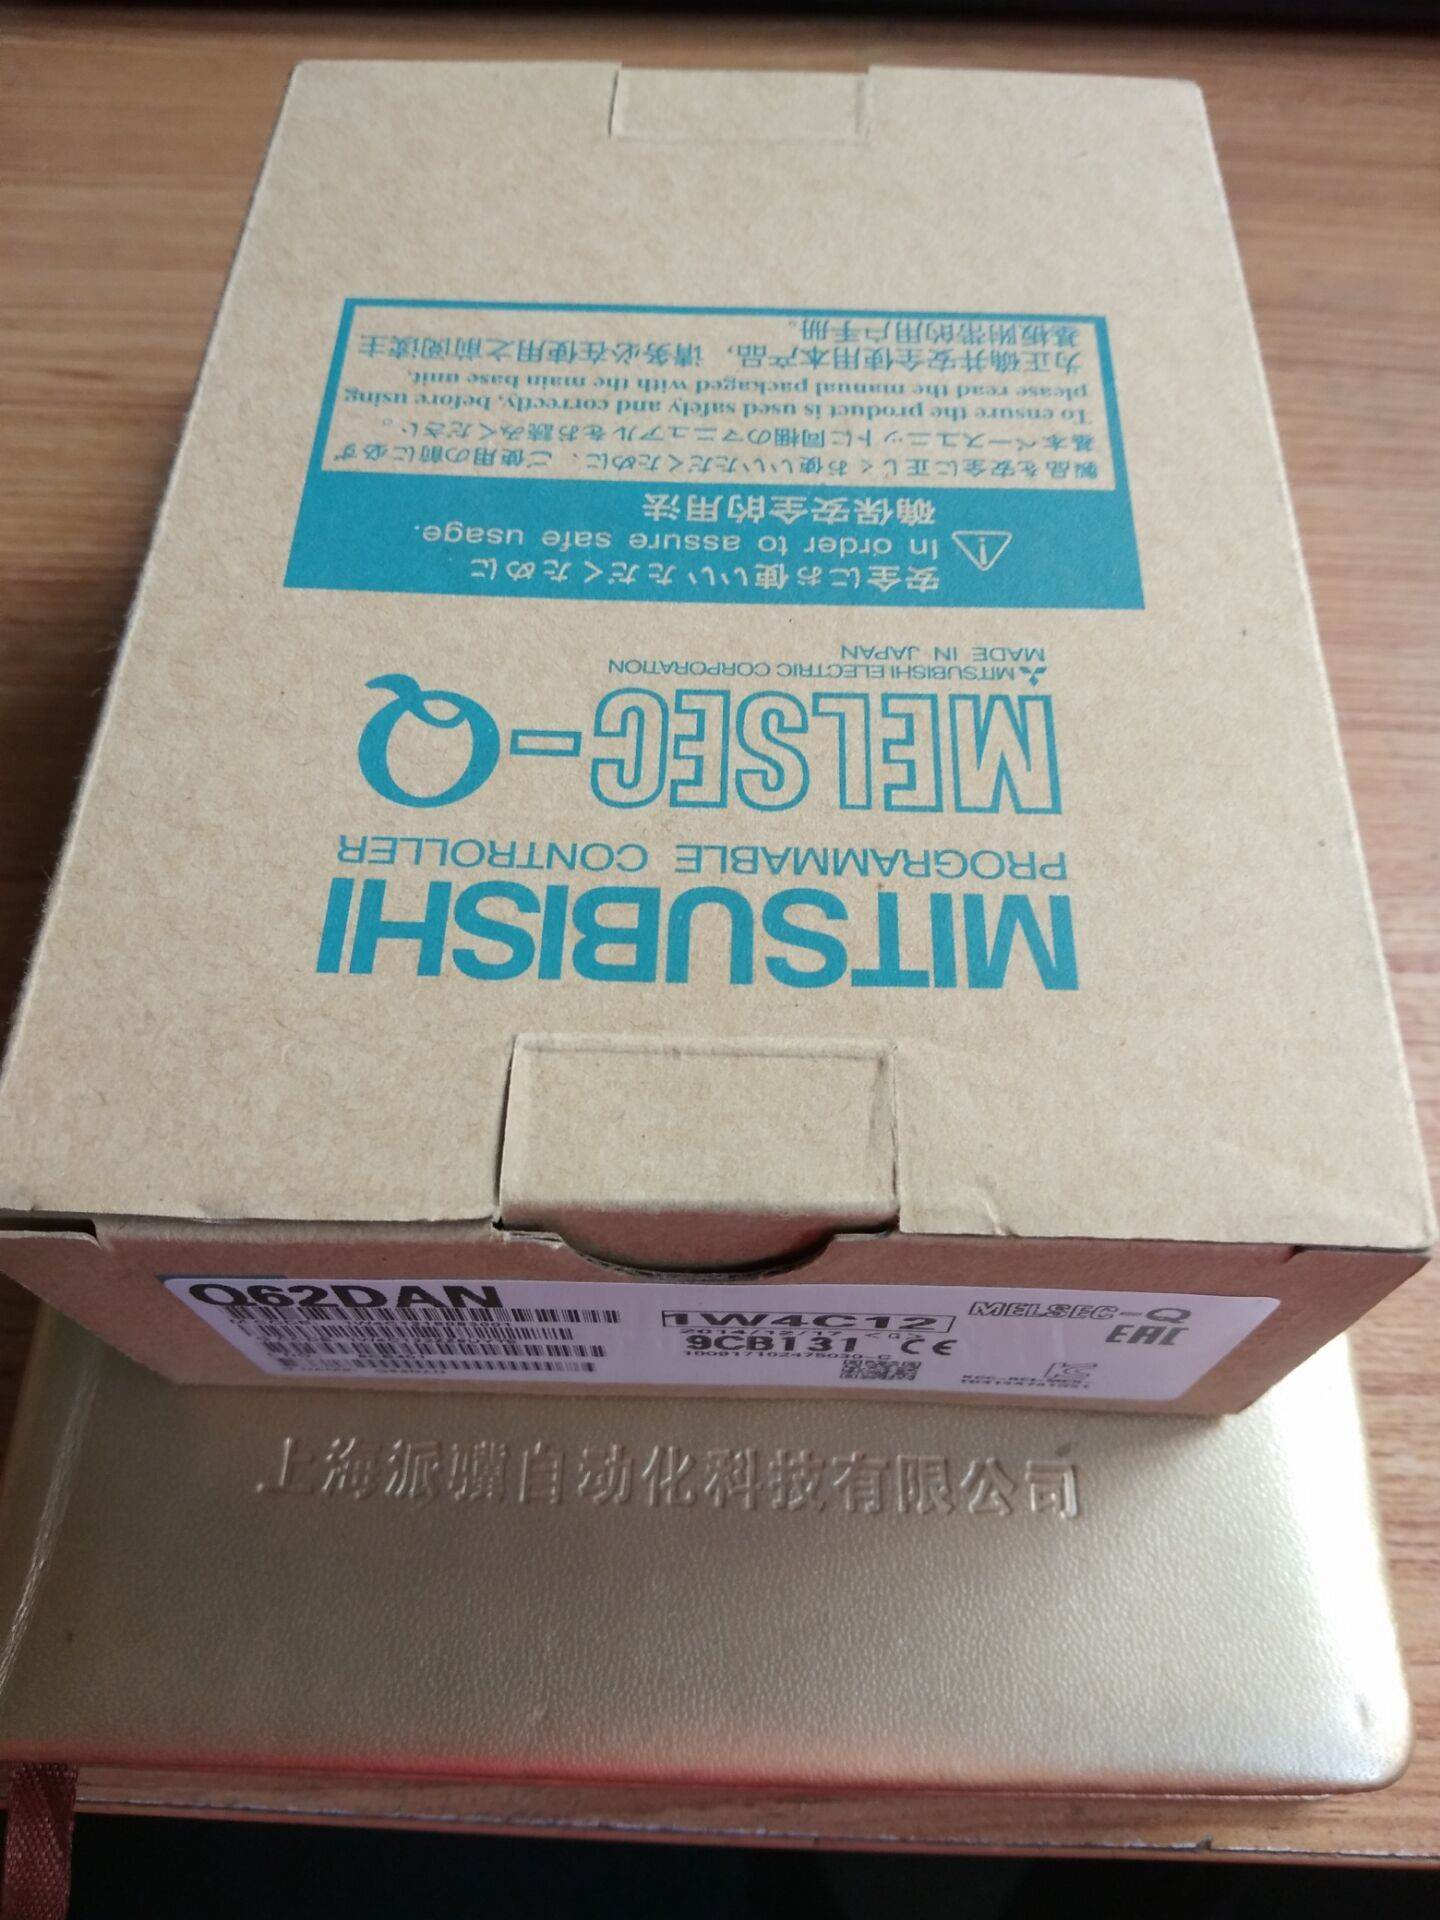 MITSUBISHI
PROGRAMMABLE CONTROLLER
MELSEC-Q
MITSUBISHI ELECTRIC CORPORATION
MADE IN JAPAN
安全にお使いいただくために
In order to assure safe usage.
确保安全的用法
製品を安全に正しくお使いいただくために、ご使用の前に必ず
基本ベースユニットに同梱のマニュアルをお読みください。
To ensure the product is used safely and correctly, before using
please read the manual packaged with the main base unit.
为正确并安全使用本产品，请务必在使用之前阅读主
基板附带的用户手册。
Q62DAN
1W4C12
2014/12/17 <G>
9CB131 CE
MELSEC-Q
EAC
上海派嘴自动化科技有限公司